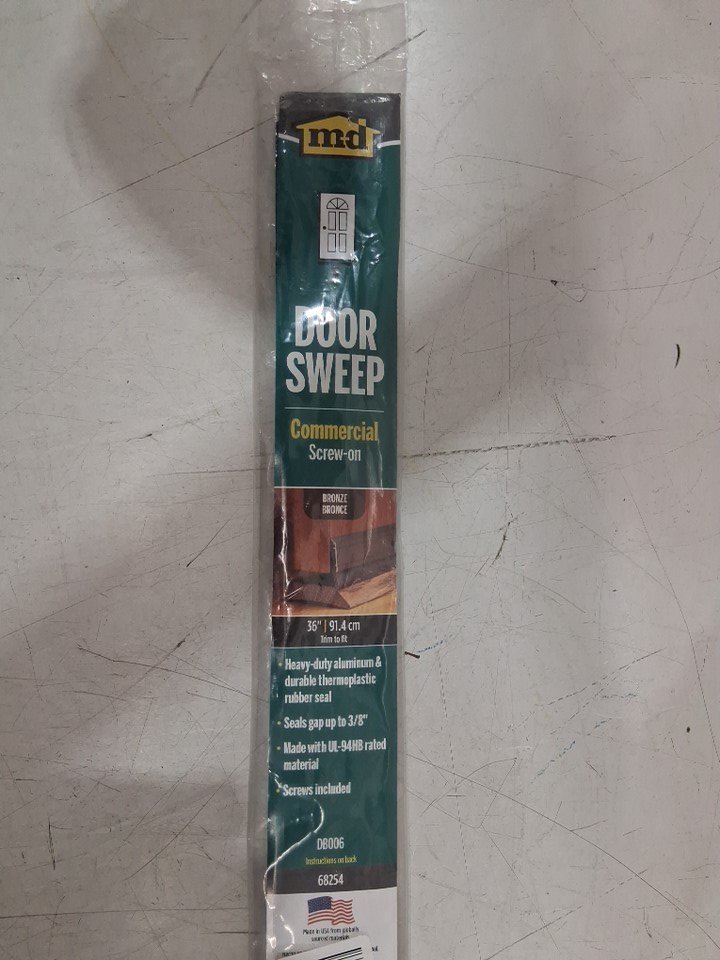 m-d
DOOR
SWEEP
Commercial
Screw-on
BRONZE
BRONCE
36" | 91.4 cm
Trim to fit
• Heavy-duty aluminum &
durable thermoplastic
rubber seal
• Seals gap up to 3/8"
• Made with UL-94HB rated
material
• Screws included
DB006
Instructions on back
68254
Made in USA from globally
sourced materials